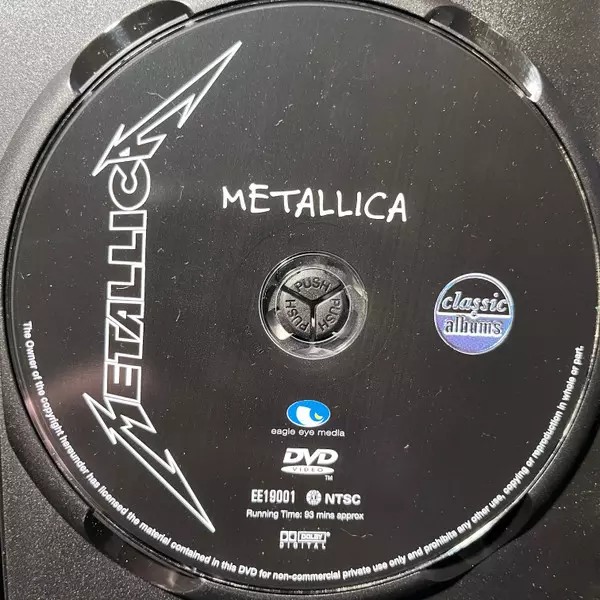 METALLICA
METALLICA
PUSH PUSH PUSH
classic
albums
eagle eye media
DVD
VIDEO
TM
EE19001 NTSC
Running Time: 93 mins approx
DOLBY
DIGITAL
The Owner of the copyright hereunder has licenced the material contained in this DVD for non-commercial private use only and prohibits any other use, copying or reproduction in whole or part.